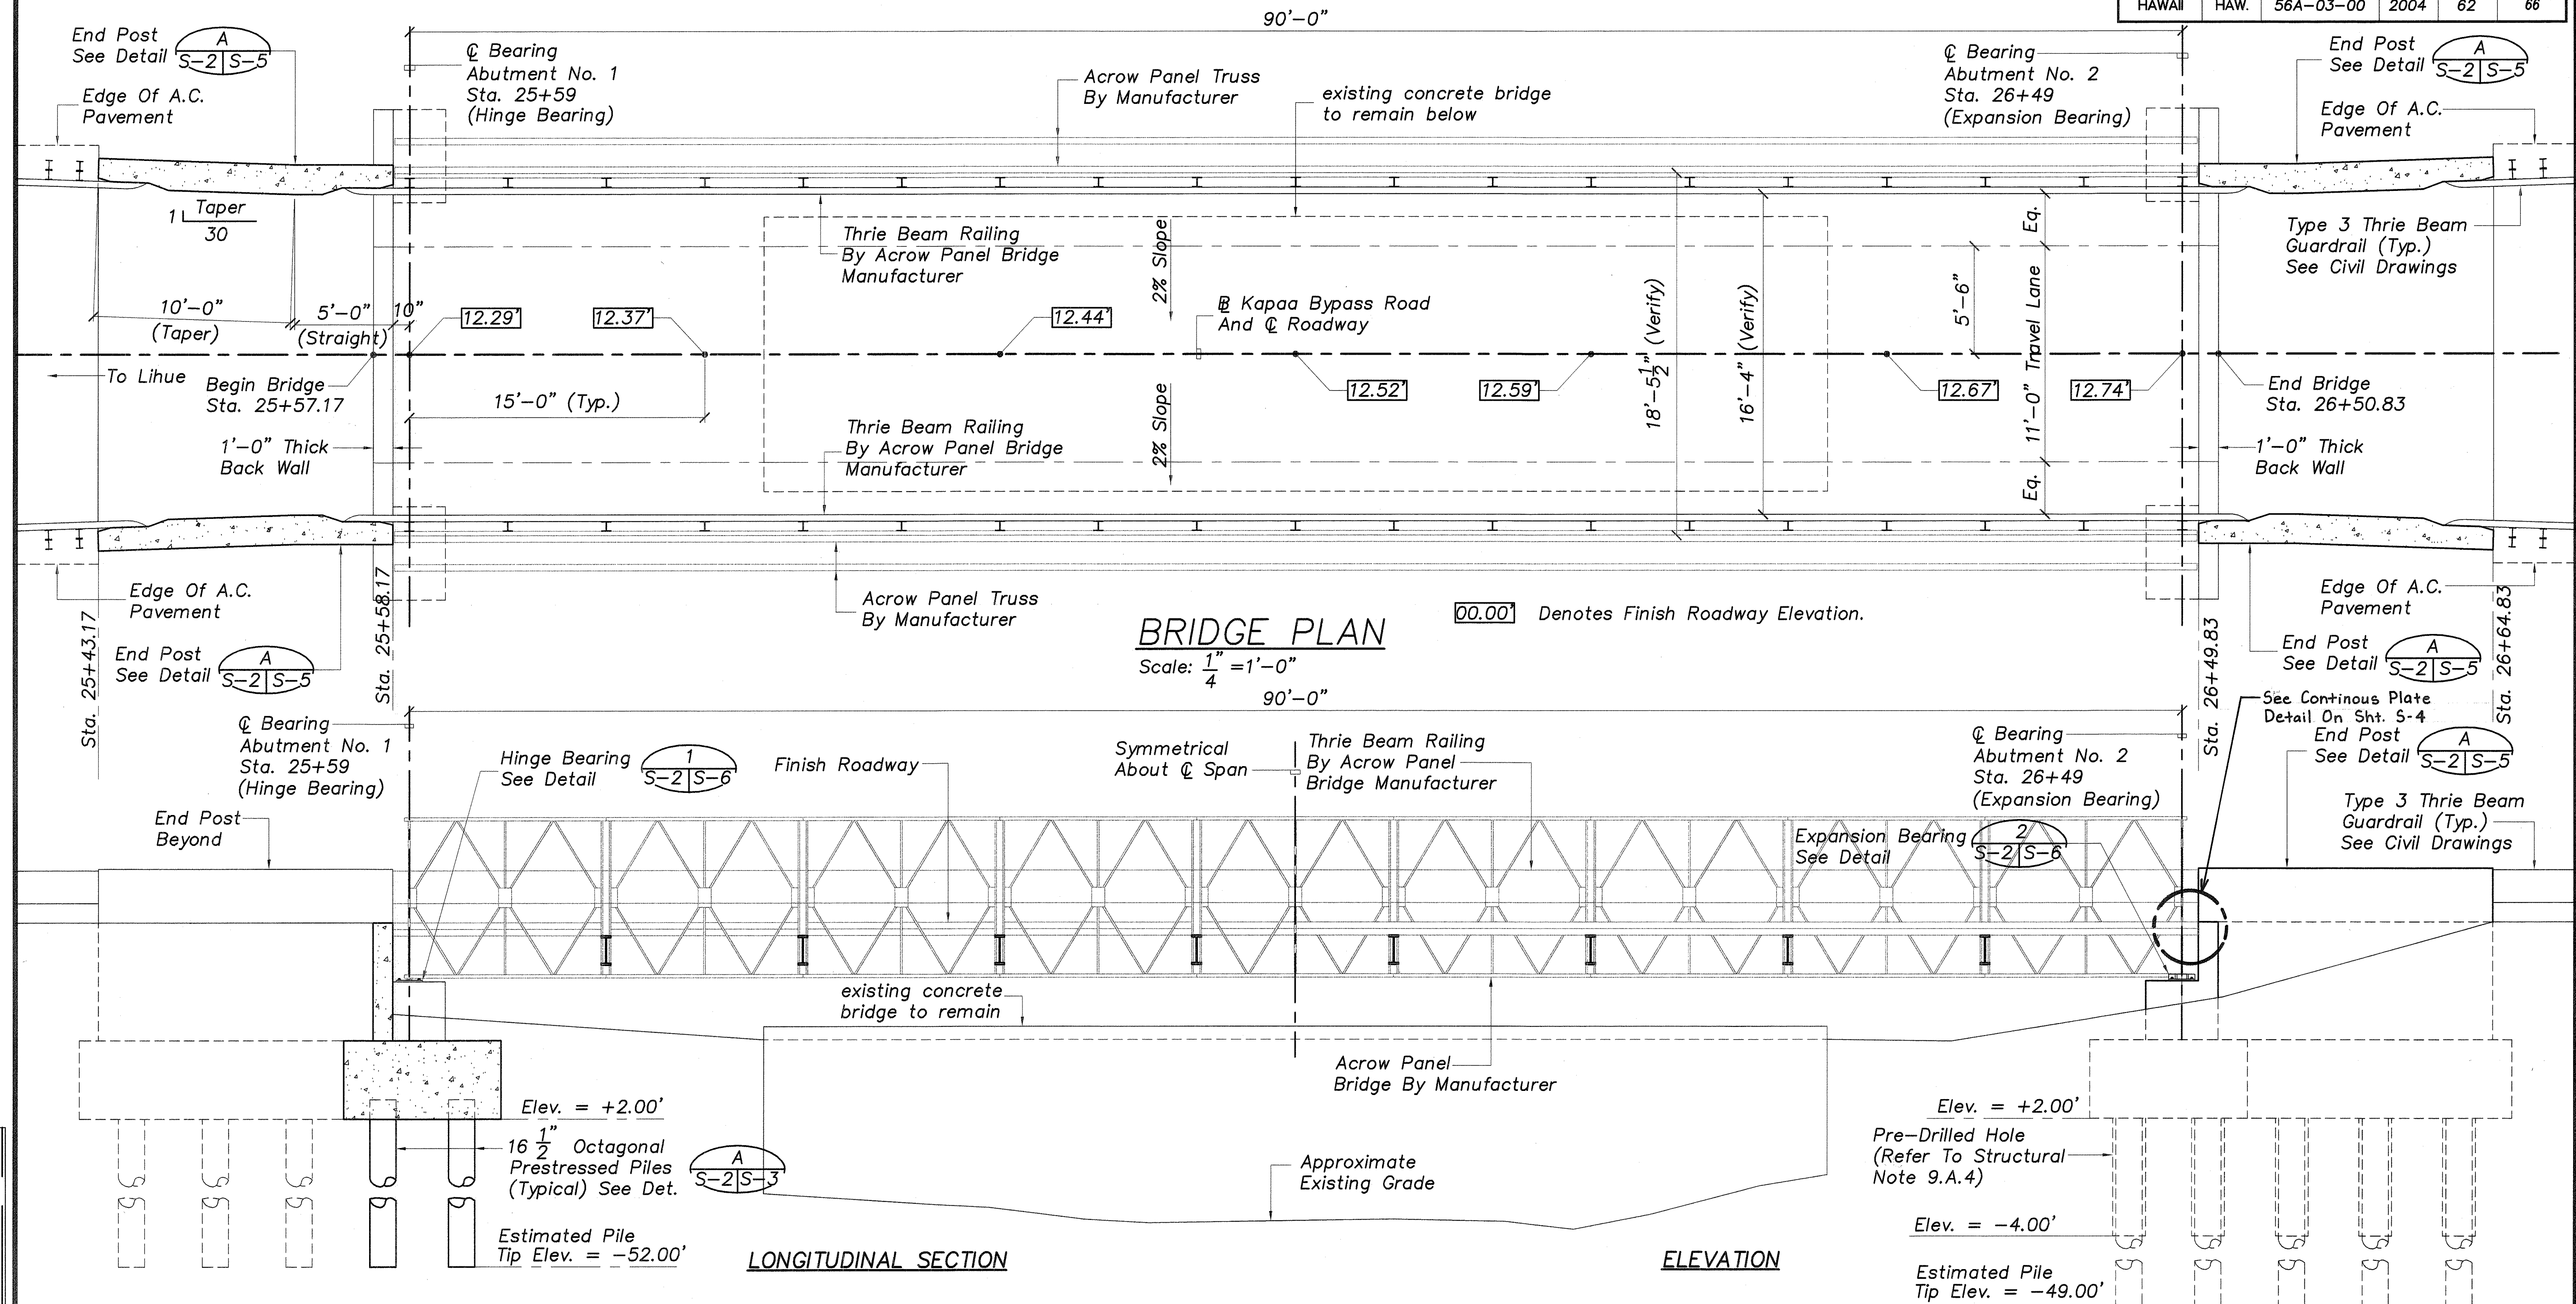 HAWAII HAW. 56A-03-00 2004 62 66
90'-0"
End Post
See Detail
A
S-2 S-5
℄ Bearing
Abutment No. 1
Sta. 25+59
(Hinge Bearing)
Edge Of A.C.
Pavement
Acrow Panel Truss
By Manufacturer
existing concrete bridge
to remain below
℄ Bearing
Abutment No. 2
Sta. 26+49
(Expansion Bearing)
End Post
See Detail
A
S-2 S-5
Edge Of A.C.
Pavement
Taper
1
30
Thrie Beam Railing
By Acrow Panel Bridge
Manufacturer
2% Slope
Type 3 Thrie Beam
Guardrail (Typ.)
See Civil Drawings
10'-0"
(Taper)
5'-0"
(Straight)
10"
12.29'
12.37'
12.44'
12.52'
12.59'
12.67'
12.74'
Kapaa Bypass Road
And ℄ Roadway
18'-5 1/2" (Verify)
16'-4" (Verify)
5'-6"
Eq.
11'-0" Travel Lane
Eq.
To Lihue
Begin Bridge
Sta. 25+57.17
15'-0" (Typ.)
End Bridge
Sta. 26+50.83
1'-0" Thick
Back Wall
Thrie Beam Railing
By Acrow Panel Bridge
Manufacturer
2% Slope
1'-0" Thick
Back Wall
Edge Of A.C.
Pavement
Acrow Panel Truss
By Manufacturer
00.00' Denotes Finish Roadway Elevation.
Edge Of A.C.
Pavement
Sta. 25+43.17
Sta. 25+58.17
Sta. 26+49.83
Sta. 26+64.83
End Post
See Detail
A
S-2 S-5
BRIDGE PLAN
Scale: 1/4" =1'-0"
End Post
See Detail
A
S-2 S-5
90'-0"
See Continous Plate
Detail On Sht. S-4
℄ Bearing
Abutment No. 1
Sta. 25+59
(Hinge Bearing)
Hinge Bearing
See Detail
1
S-2 S-6
Finish Roadway
Symmetrical
About ℄ Span
Thrie Beam Railing
By Acrow Panel
Bridge Manufacturer
℄ Bearing
Abutment No. 2
Sta. 26+49
(Expansion Bearing)
End Post
See Detail
A
S-2 S-5
Type 3 Thrie Beam
Guardrail (Typ.)
See Civil Drawings
End Post
Beyond
Expansion Bearing
See Detail
2
S-2 S-6
existing concrete
bridge to remain
Acrow Panel
Bridge By Manufacturer
Elev. = +2.00'
16 1/2" Octagonal
Prestressed Piles
(Typical) See Det.
A
S-2 S-3
Approximate
Existing Grade
Elev. = +2.00'
Pre-Drilled Hole
(Refer To Structural
Note 9.A.4)
Elev. = -4.00'
Estimated Pile
Tip Elev. = -52.00'
Estimated Pile
Tip Elev. = -49.00'
LONGITUDINAL SECTION
ELEVATION